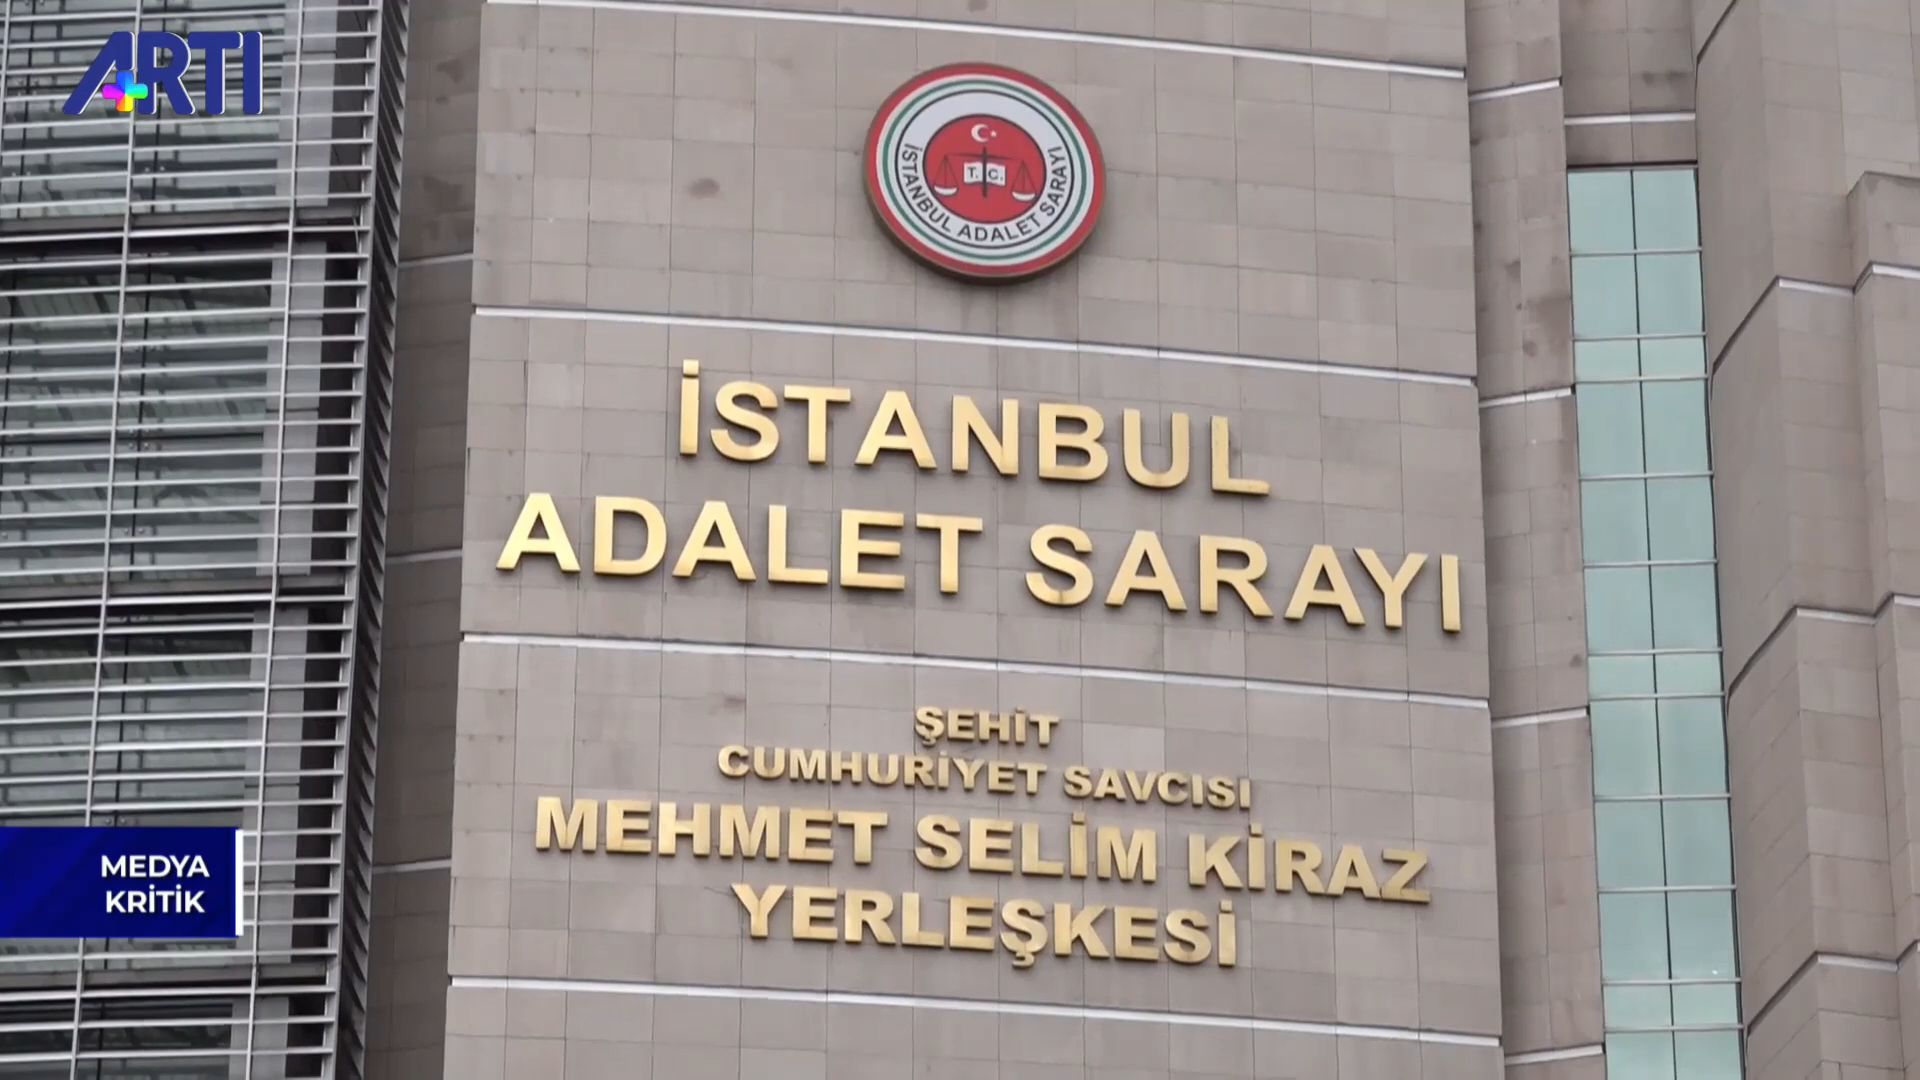 ARTI
T.C.
İSTANBUL ADALET SARAYI
İSTANBUL
ADALET SARAYI
ŞEHİT
CUMHURİYET SAVCISI
MEHMET SELİM KİRAZ
YERLEŞKESİ
MEDYA
KRİTİK